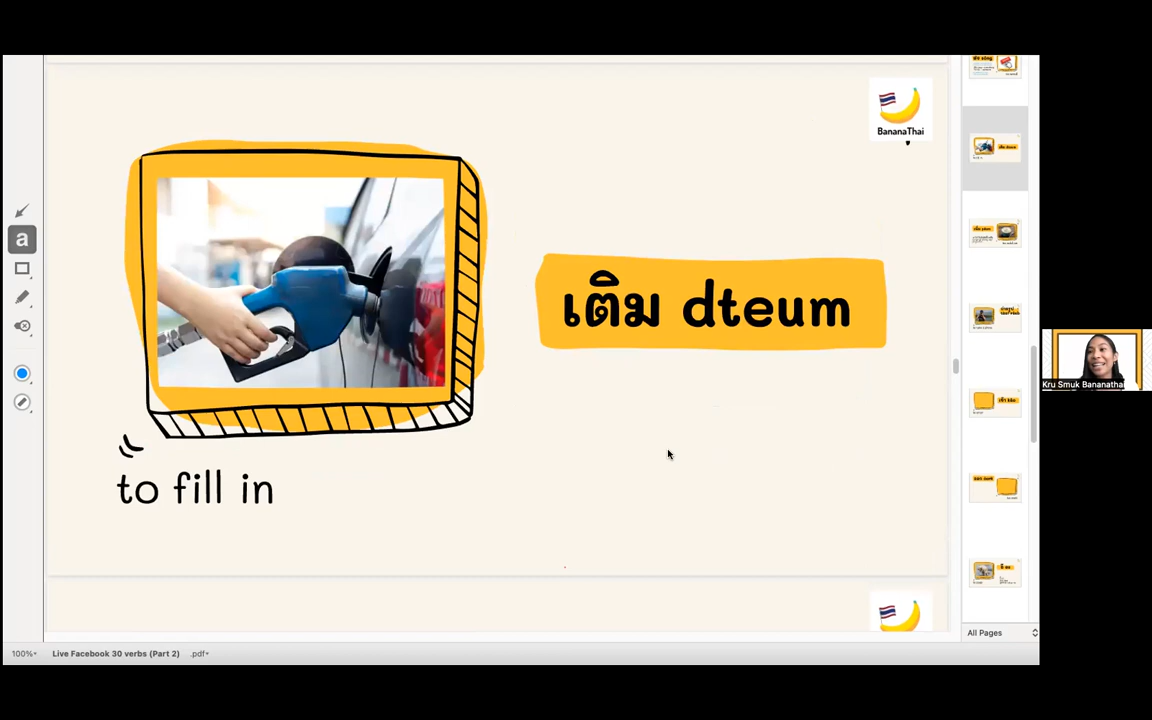 BananaThai
a
เติม dteum
to fill in
Kru Smuk Bananathai
All Pages
100%
Live Facebook 30 verbs (Part 2)
.pdf